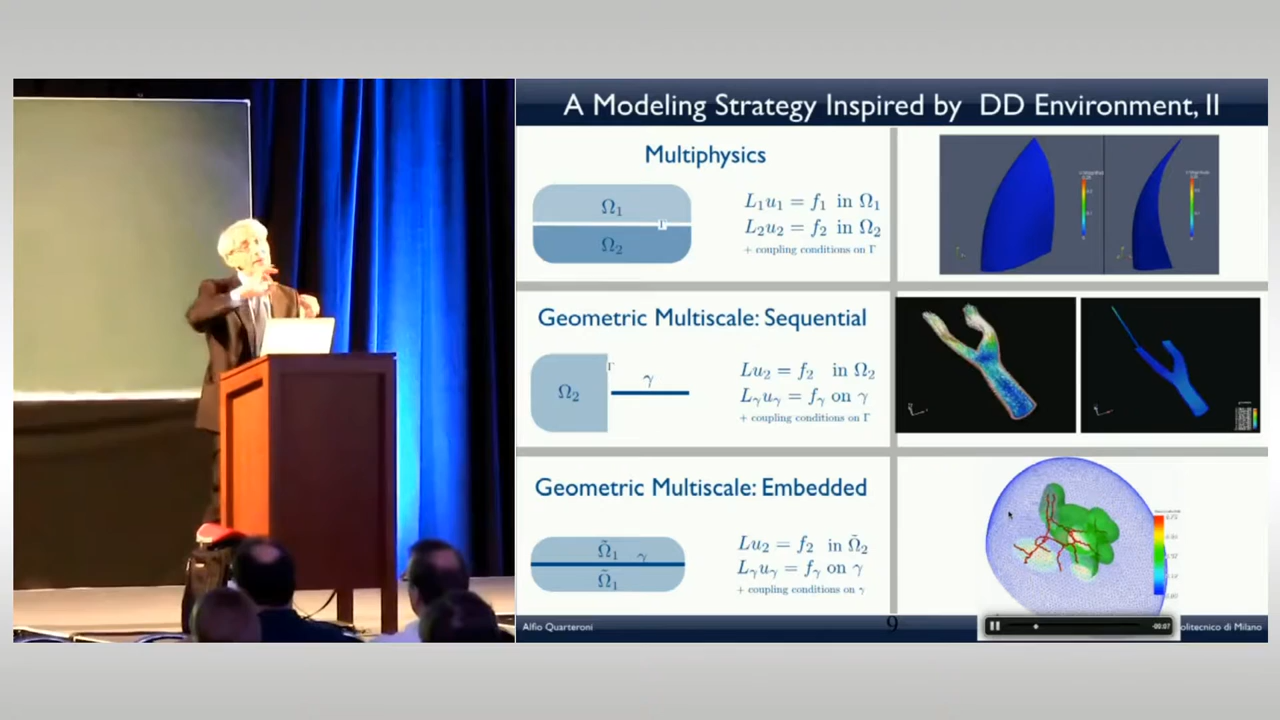 A Modeling Strategy Inspired by DD Environment, II
Multiphysics
Ω₁
Γ
Ω₂
L₁u₁ = f₁ in Ω₁
L₂u₂ = f₂ in Ω₂
+ coupling conditions on Γ
Geometric Multiscale: Sequential
Γ
Ω₂
γ
Lu₂ = f₂ in Ω₂
Lᵧuᵧ = fᵧ on γ
+ coupling conditions on Γ
Geometric Multiscale: Embedded
Ω̃₁ γ
Ω̃₁
Lu₂ = f₂ in Ω̄₂
Lᵧuᵧ = fᵧ on γ
+ coupling conditions on γ
Alfio Quarteroni
9
-00:07
olitecnico di Milano